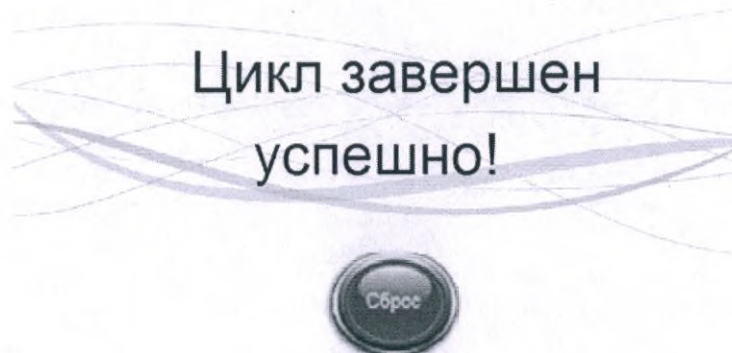 Цикл завершен
успешно!
Сброс